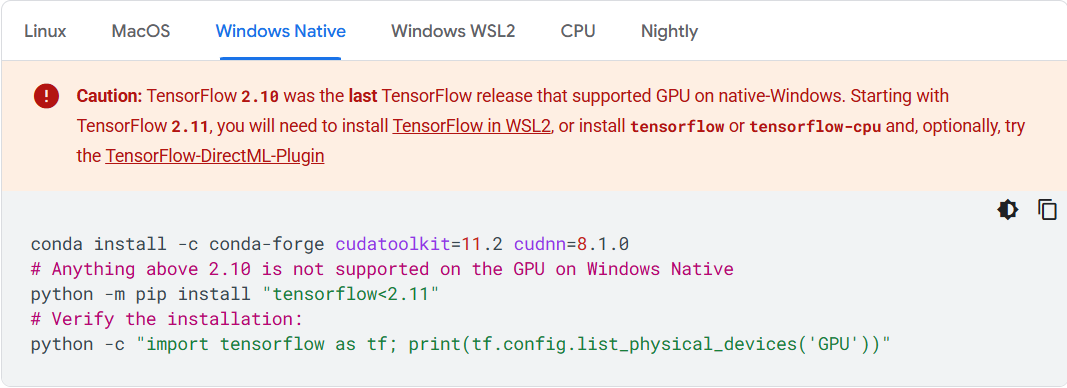 Linux MacOS Windows Native Windows WSL2 CPU Nightly
Caution: TensorFlow 2.10 was the last TensorFlow release that supported GPU on native-Windows. Starting with
TensorFlow 2.11, you will need to install TensorFlow in WSL2, or install tensorflow or tensorflow-cpu and, optionally, try
the TensorFlow-DirectML-Plugin
conda install -c conda-forge cudatoolkit=11.2 cudnn=8.1.0
# Anything above 2.10 is not supported on the GPU on Windows Native
python -m pip install "tensorflow<2.11"
# Verify the installation:
python -c "import tensorflow as tf; print(tf.config.list_physical_devices('GPU'))"